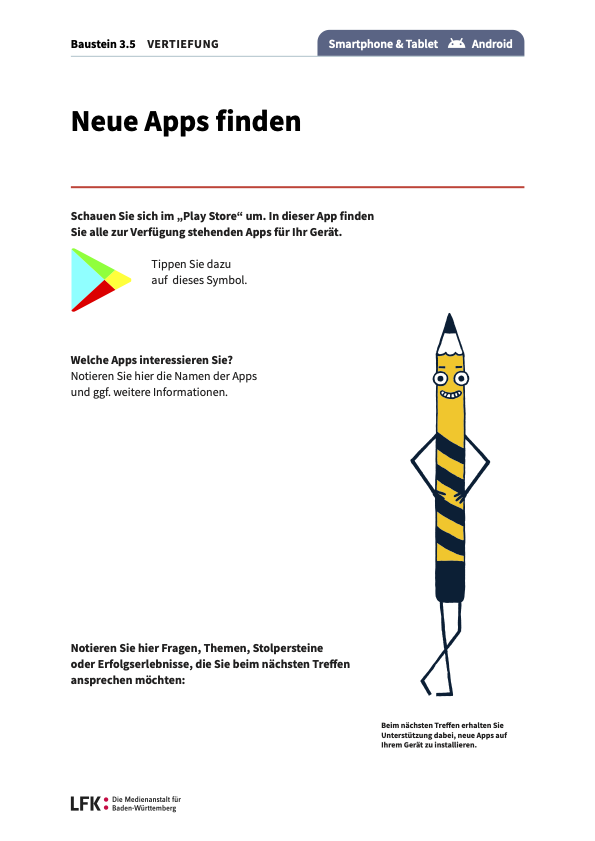 Baustein 3.5 VERTIEFUNG
Smartphone & Tablet Android
Neue Apps finden
Schauen Sie sich im „Play Store“ um. In dieser App finden
Sie alle zur Verfügung stehenden Apps für Ihr Gerät.
Tippen Sie dazu
auf dieses Symbol.
Welche Apps interessieren Sie?
Notieren Sie hier die Namen der Apps
und ggf. weitere Informationen.
Notieren Sie hier Fragen, Themen, Stolpersteine
oder Erfolgserlebnisse, die Sie beim nächsten Treffen
ansprechen möchten:
Beim nächsten Treffen erhalten Sie
Unterstützung dabei, neue Apps auf
Ihrem Gerät zu installieren.
LFK: Die Medienanstalt für
Baden-Württemberg